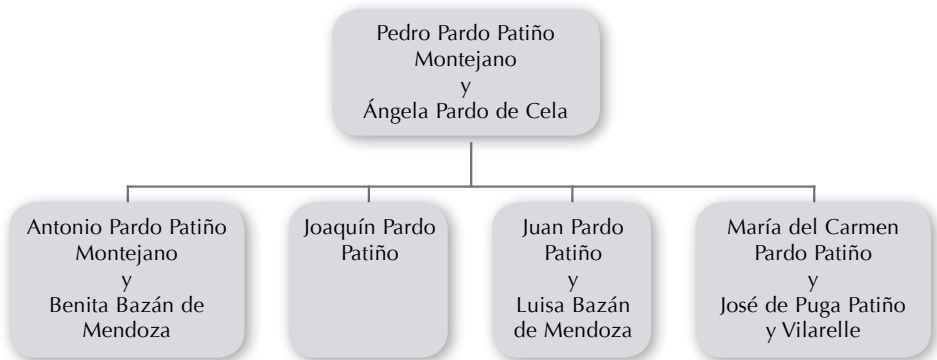 Pedro Pardo Patiño
Montejano
y
Ángela Pardo de Cela
Antonio Pardo Patiño
Montejano
y
Benita Bazán de
Mendoza
Joaquín Pardo
Patiño
Juan Pardo
Patiño
y
Luisa Bazán
de Mendoza
María del Carmen
Pardo Patiño
y
José de Puga Patiño
y Vilarelle